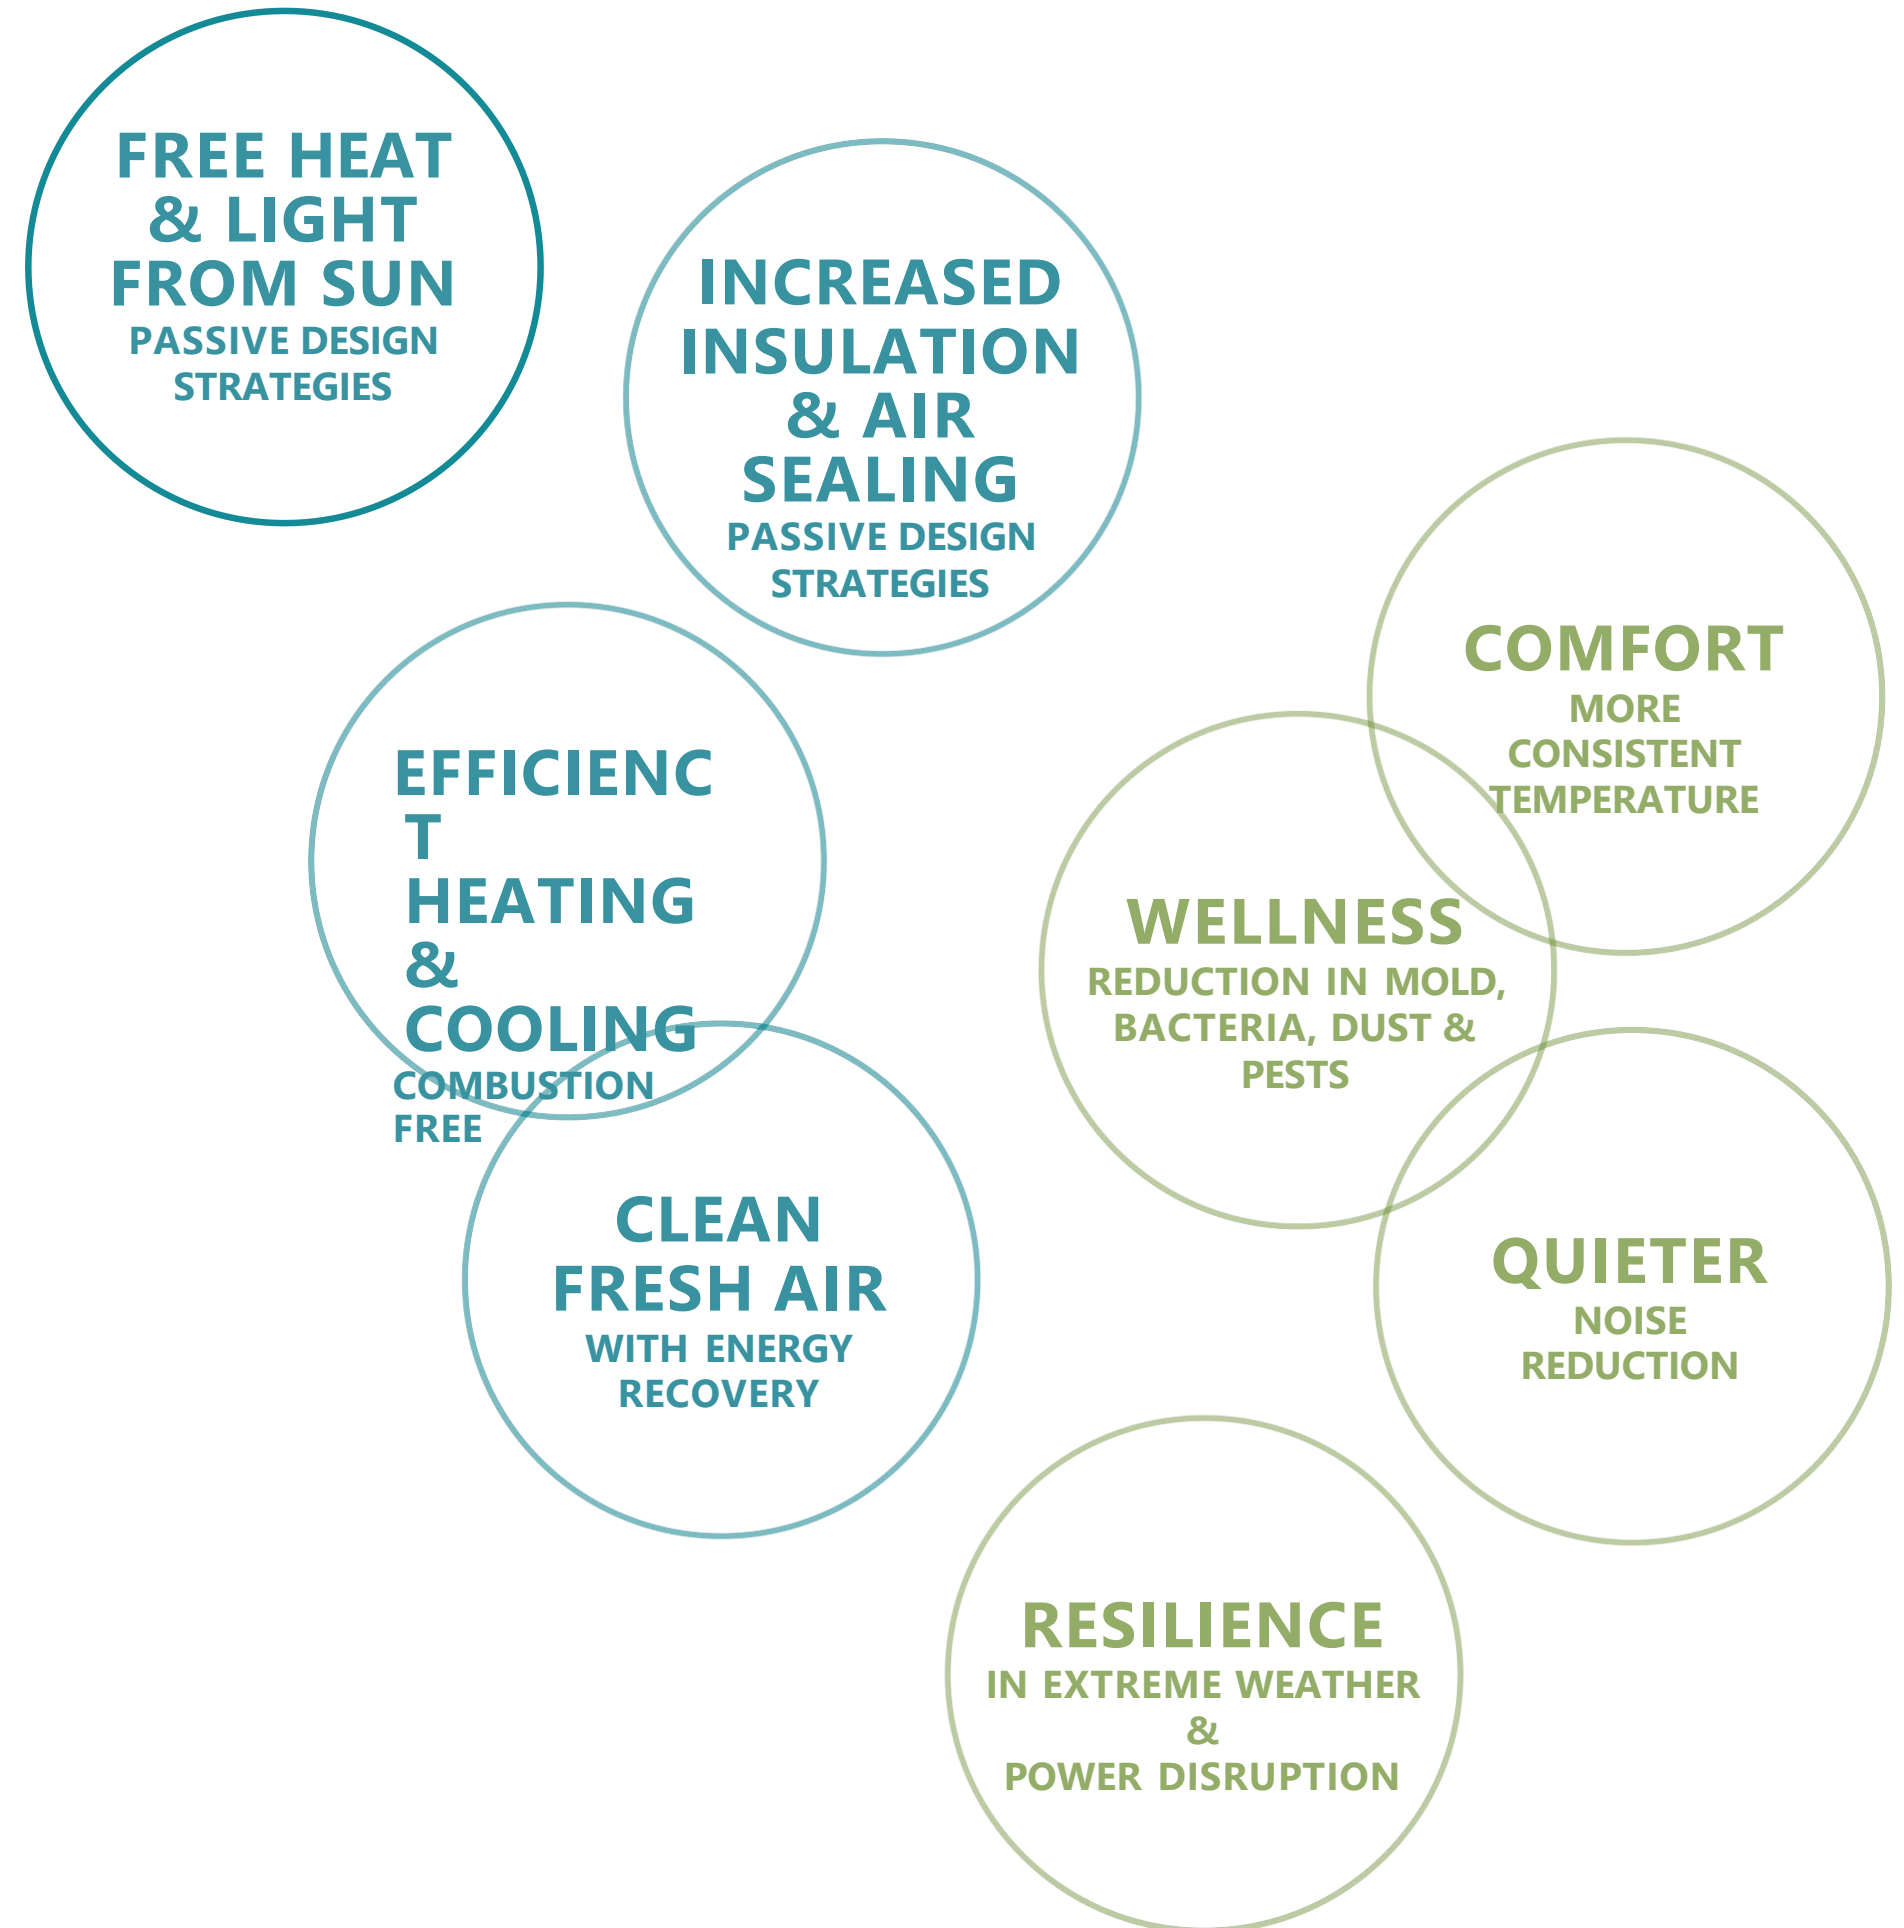 FREE HEAT
& LIGHT
FROM SUN
PASSIVE DESIGN
STRATEGIES
INCREASED
INSULATION
& AIR
SEALING
PASSIVE DESIGN
STRATEGIES
EFFICIENC
T
HEATING
&
COOLING
COMBUSTION
FREE
CLEAN
FRESH AIR
WITH ENERGY
RECOVERY
COMFORT
MORE
CONSISTENT
TEMPERATURE
WELLNESS
REDUCTION IN MOLD,
BACTERIA, DUST &
PESTS
QUIETER
NOISE
REDUCTION
RESILIENCE
IN EXTREME WEATHER
&
POWER DISRUPTION